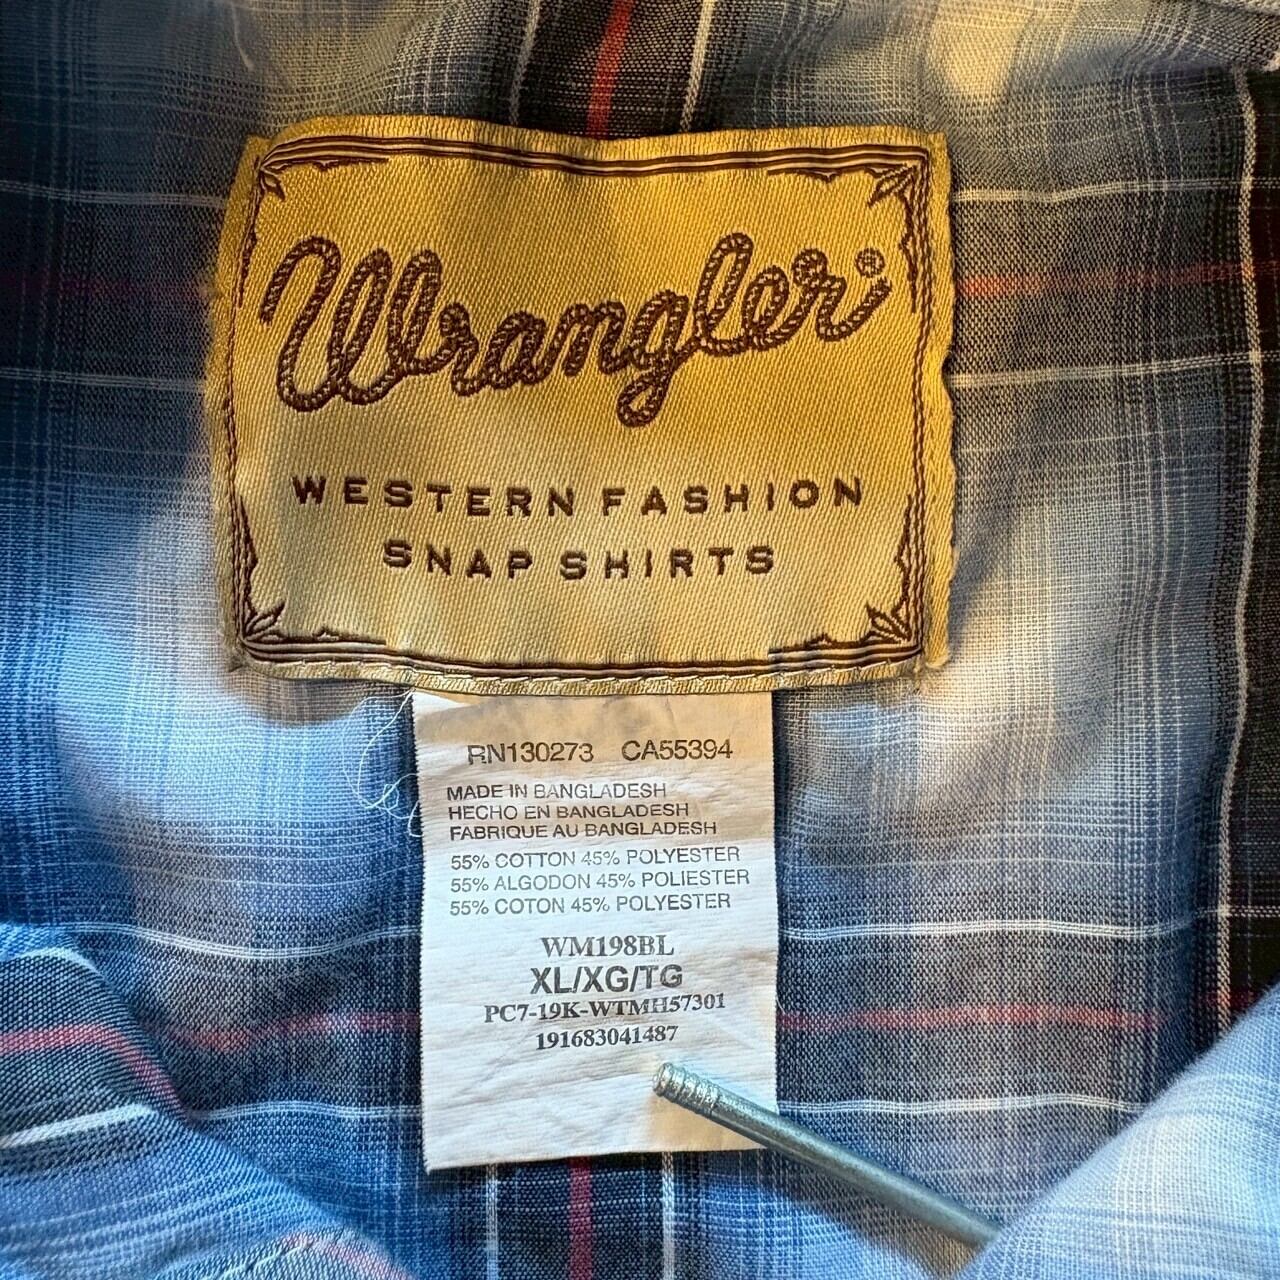 Wrangler®
WESTERN FASHION
SNAP SHIRTS
RN130273 CA55394
MADE IN BANGLADESH
HECHO EN BANGLADESH
FABRIQUE AU BANGLADESH
55% COTTON 45% POLYESTER
55% ALGODON 45% POLIESTER
55% COTON 45% POLYESTER
WM198BL
XL/XG/TG
PC7-19K-WTMH57301
191683041487